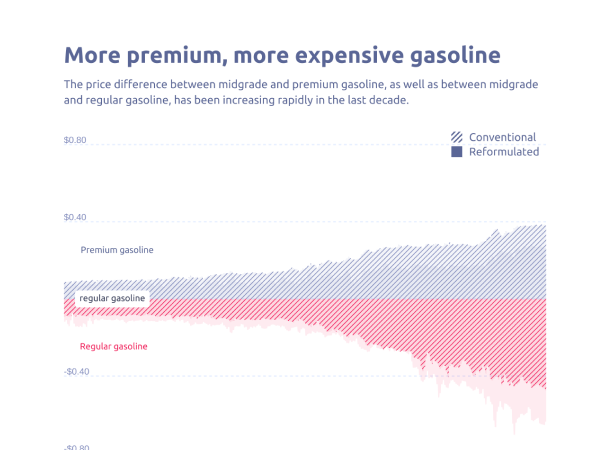 More premium, more expensive gasoline
The price difference between midgrade and premium gasoline, as well as between midgrade
and regular gasoline, has been increasing rapidly in the last decade.
Conventional
Reformulated
$0.80
$0.40
Premium gasoline
regular gasoline
Regular gasoline
-$0.40
-$0.80